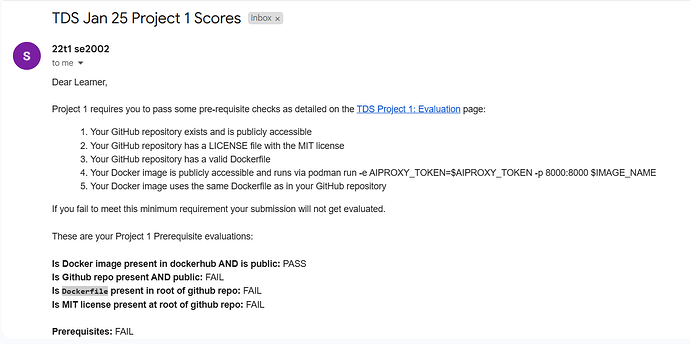 TDS Jan 25 Project 1 Scores Inbox ×
S
22t1 se2002
to me
Dear Learner,
Project 1 requires you to pass some pre-requisite checks as detailed on the TDS Project 1: Evaluation page:
1. Your GitHub repository exists and is publicly accessible
2. Your GitHub repository has a LICENSE file with the MIT license
3. Your GitHub repository has a valid Dockerfile
4. Your Docker image is publicly accessible and runs via podman run -e AIPROXY_TOKEN=$AIPROXY_TOKEN -p 8000:8000 $IMAGE_NAME
5. Your Docker image uses the same Dockerfile as in your GitHub repository
If you fail to meet this minimum requirement your submission will not get evaluated.
These are your Project 1 Prerequisite evaluations:
Is Docker image present in dockerhub AND is public: PASS
Is Github repo present AND public: FAIL
Is Dockerfile present in root of github repo: FAIL
Is MIT license present at root of github repo: FAIL
Prerequisites: FAIL